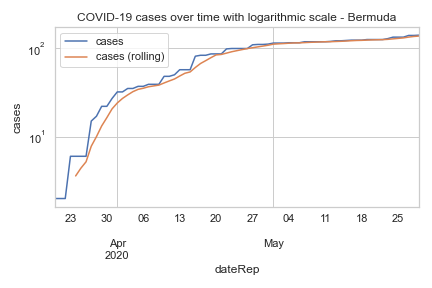 COVID-19 cases over time with logarithmic scale - Bermuda
cases
cases (rolling)
10²
10¹
cases
23 30 06 13 20 27 04 11 18 25
Apr May
2020
dateRep